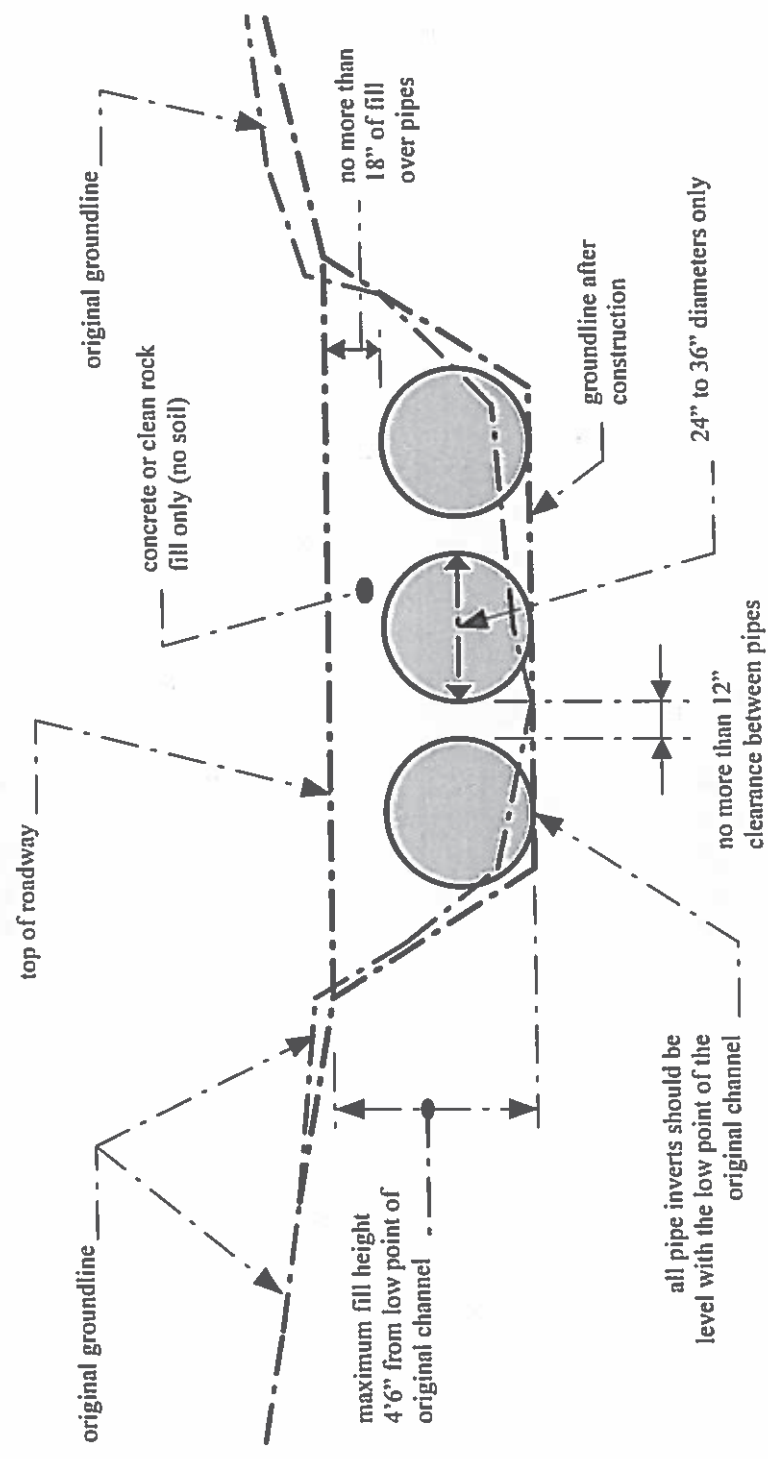 original groundline
top of roadway
concrete or clean rock
fill only (no soil)
original groundline
no more than
18” of fill
over pipes
maximum fill height
4’6” from low point of
original channel
all pipe inverts should be
level with the low point of the
original channel
no more than 12”
clearance between pipes
groundline after
construction
24” to 36” diameters only